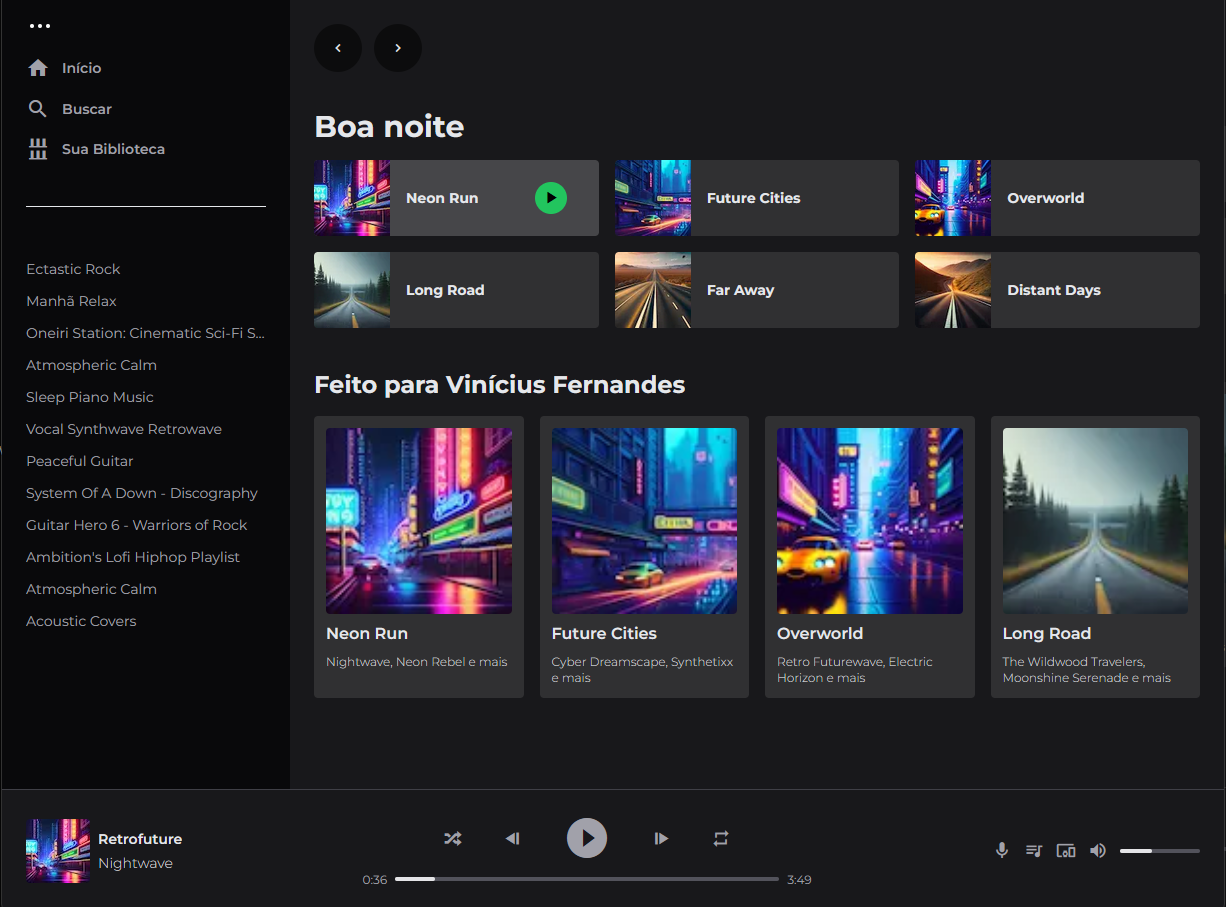 Início
Buscar
Sua Biblioteca
Ectastic Rock
Manhã Relax
Oneiri Station: Cinematic Sci-Fi S...
Atmospheric Calm
Sleep Piano Music
Vocal Synthwave Retrowave
Peaceful Guitar
System Of A Down - Discography
Guitar Hero 6 - Warriors of Rock
Ambition's Lofi Hiphop Playlist
Atmospheric Calm
Acoustic Covers
Boa noite
Neon Run
Future Cities
Overworld
Long Road
Far Away
Distant Days
Feito para Vinícius Fernandes
Neon Run
Nightwave, Neon Rebel e mais
Future Cities
Cyber Dreamscape, Synthetixx
e mais
Overworld
Retro Futurewave, Electric
Horizon e mais
Long Road
The Wildwood Travelers,
Moonshine Serenade e mais
Retrofuture
Nightwave
0:36
3:49